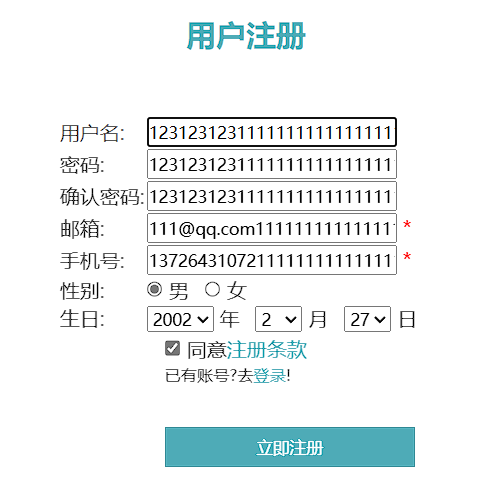 用户注册
用户名: 1231231231111111111111111
密码: 1231231231111111111111111
确认密码: 1231231231111111111111111
邮箱: 111@qq.com11111111111111 *
手机号: 1372643107211111111111111 *
性别: 男 女
生日: 2002 年 2 月 27 日
同意注册条款
已有账号?去登录!
立即注册